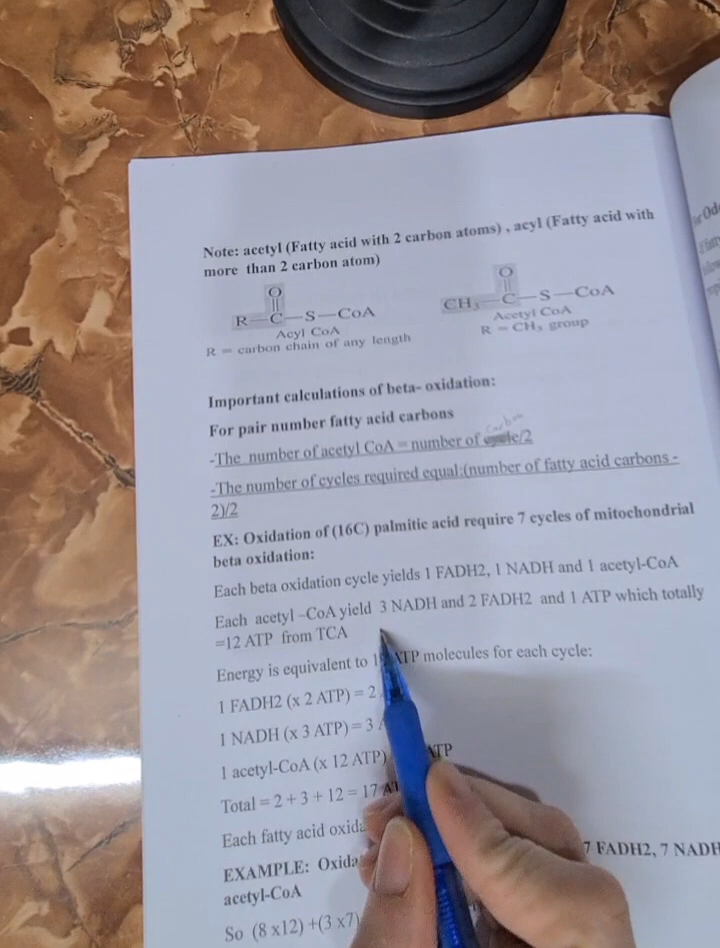 Note: acetyl (Fatty acid with 2 carbon atoms) , acyl (Fatty acid with
more than 2 carbon atom)
O
R—C—S—CoA
Acyl CoA
R = carbon chain of any length
O
CH₃—C—S—CoA
Acetyl CoA
R = CH₃ group
Important calculations of beta- oxidation:
For pair number fatty acid carbons
carbon
-The number of acetyl CoA = number of cycle/2
-The number of cycles required equal:(number of fatty acid carbons -
2)/2
EX: Oxidation of (16C) palmitic acid require 7 cycles of mitochondrial
beta oxidation:
Each beta oxidation cycle yields 1 FADH2, 1 NADH and 1 acetyl-CoA
Each acetyl –CoA yield 3 NADH and 2 FADH2 and 1 ATP which totally
=12 ATP from TCA
Energy is equivalent to ATP molecules for each cycle:
1 FADH2 (x 2 ATP) = 2
1 NADH (x 3 ATP) = 3
1 acetyl-CoA (x 12 ATP) ATP
Total = 2 + 3 + 12 = 17
Each fatty acid
EXAMPLE: 7 FADH2, 7 NADH
acetyl-CoA
So (8 x12) +(3 x7)